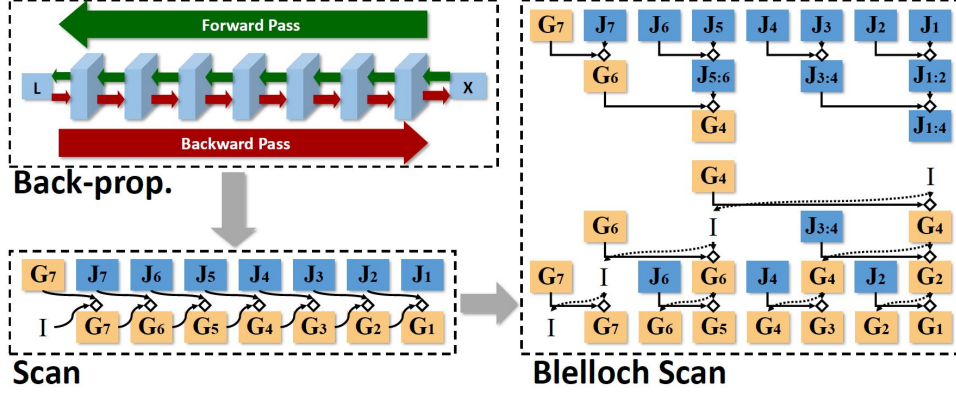 Forward Pass
L X
Backward Pass
Back-prop.
G7 J7 J6 J5 J4 J3 J2 J1
I G7 G6 G5 G4 G3 G2 G1
Scan
G7 J7 J6 J5 J4 J3 J2 J1
G6 J5:6 J3:4 J1:2
G4 J1:4
G4 I
G6 I J3:4 G4
G7 I J6 G6 J4 G4 J2 G2
I G7 G6 G5 G4 G3 G2 G1
Blelloch Scan